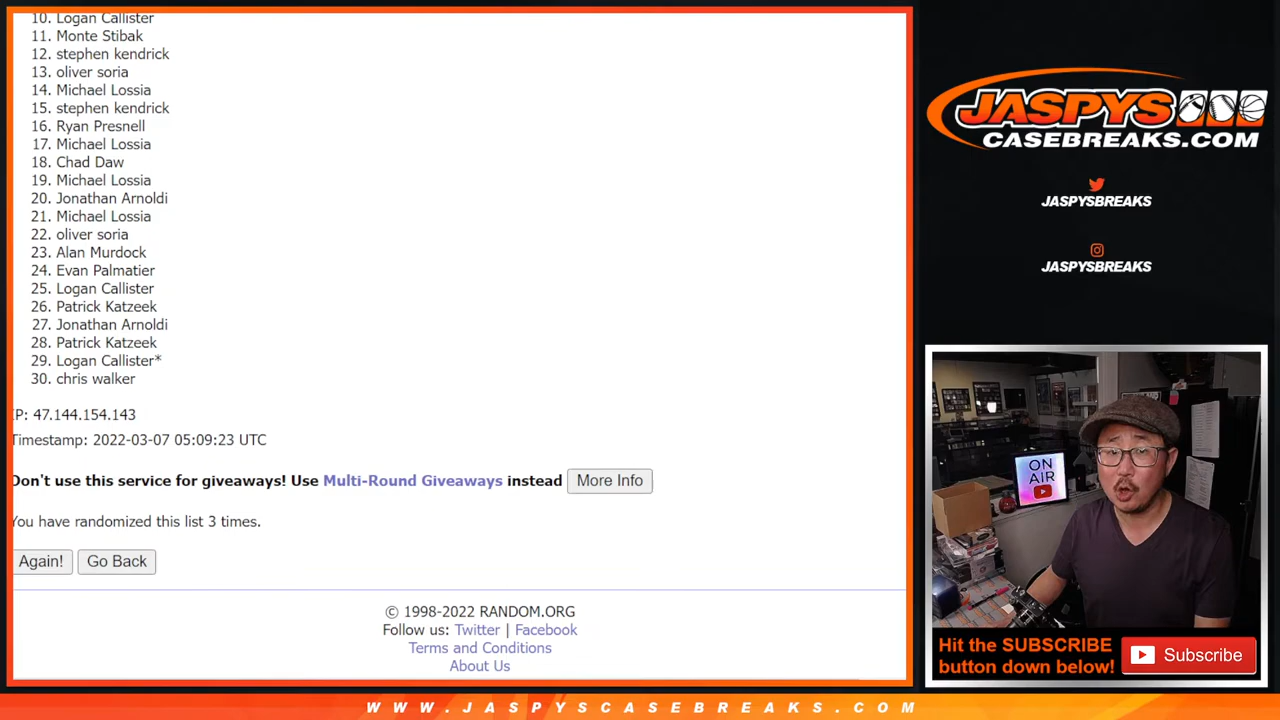 10. Logan Callister
11. Monte Stibak
12. stephen kendrick
13. oliver soria
14. Michael Lossia
15. stephen kendrick
16. Ryan Presnell
17. Michael Lossia
18. Chad Daw
19. Michael Lossia
20. Jonathan Arnoldi
21. Michael Lossia
22. oliver soria
23. Alan Murdock
24. Evan Palmatier
25. Logan Callister
26. Patrick Katzeek
27. Jonathan Arnoldi
28. Patrick Katzeek
29. Logan Callister*
30. chris walker
IP: 47.144.154.143
Timestamp: 2022-03-07 05:09:23 UTC
Don't use this service for giveaways! Use Multi-Round Giveaways instead More Info
You have randomized this list 3 times.
Again! Go Back
© 1998-2022 RANDOM.ORG
Follow us: Twitter | Facebook
Terms and Conditions
About Us
JASPYS
CASEBREAKS.COM
JASPYSBREAKS
JASPYSBREAKS
ON
AIR
Hit the SUBSCRIBE
button down below!
Subscribe
WWW.JASPYSCASEBREAKS.COM